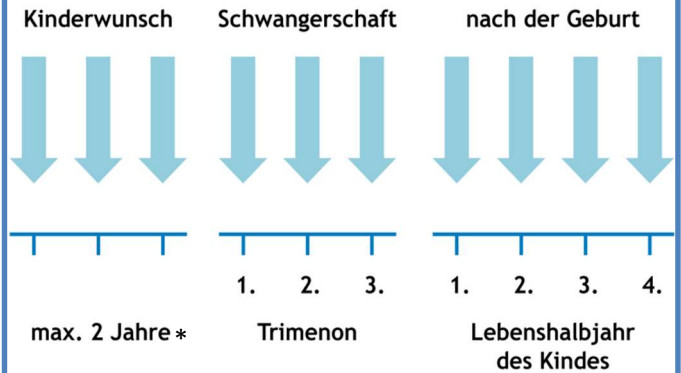 Kinderwunsch Schwangerschaft nach der Geburt
1. 2. 3. 1. 2. 3. 4.
max. 2 Jahre * Trimenon Lebenshalbjahr
des Kindes